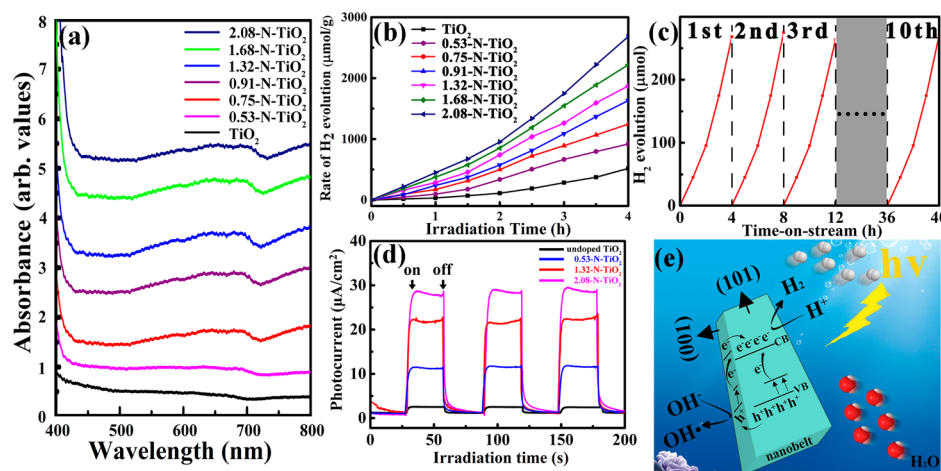 (a)
2.08-N-TiO2
1.68-N-TiO2
1.32-N-TiO2
0.91-N-TiO2
0.75-N-TiO2
0.53-N-TiO2
TiO2
Absorbance (arb. values)
8
7
6
5
4
3
2
1
0
400 500 600 700 800
Wavelength (nm)
(b)
TiO2
0.53-N-TiO2
0.75-N-TiO2
0.91-N-TiO2
1.32-N-TiO2
1.68-N-TiO2
2.08-N-TiO2
Rate of H2 evolution (μmol/g)
3000
2000
1000
0
0 1 2 3 4
Irradiation Time (h)
(c)
1st 2nd 3rd 10th
H2 evolution (μmol)
200
100
0
0 4 8 12 36 40
Time-on-stream (h)
(d)
undoped TiO2
0.53-N-TiO2
1.32-N-TiO2
2.08-N-TiO2
on off
Photocurrent (μA/cm2)
40
30
20
10
0
0 50 100 150 200
Irradiation time (s)
(e)
hv
(101)
(001)
H2
H+
e- e-e-e-e-
CB
e-
e-
VB
h+ h+h+h+h+
OH-
OH•
nanobelt
H2O